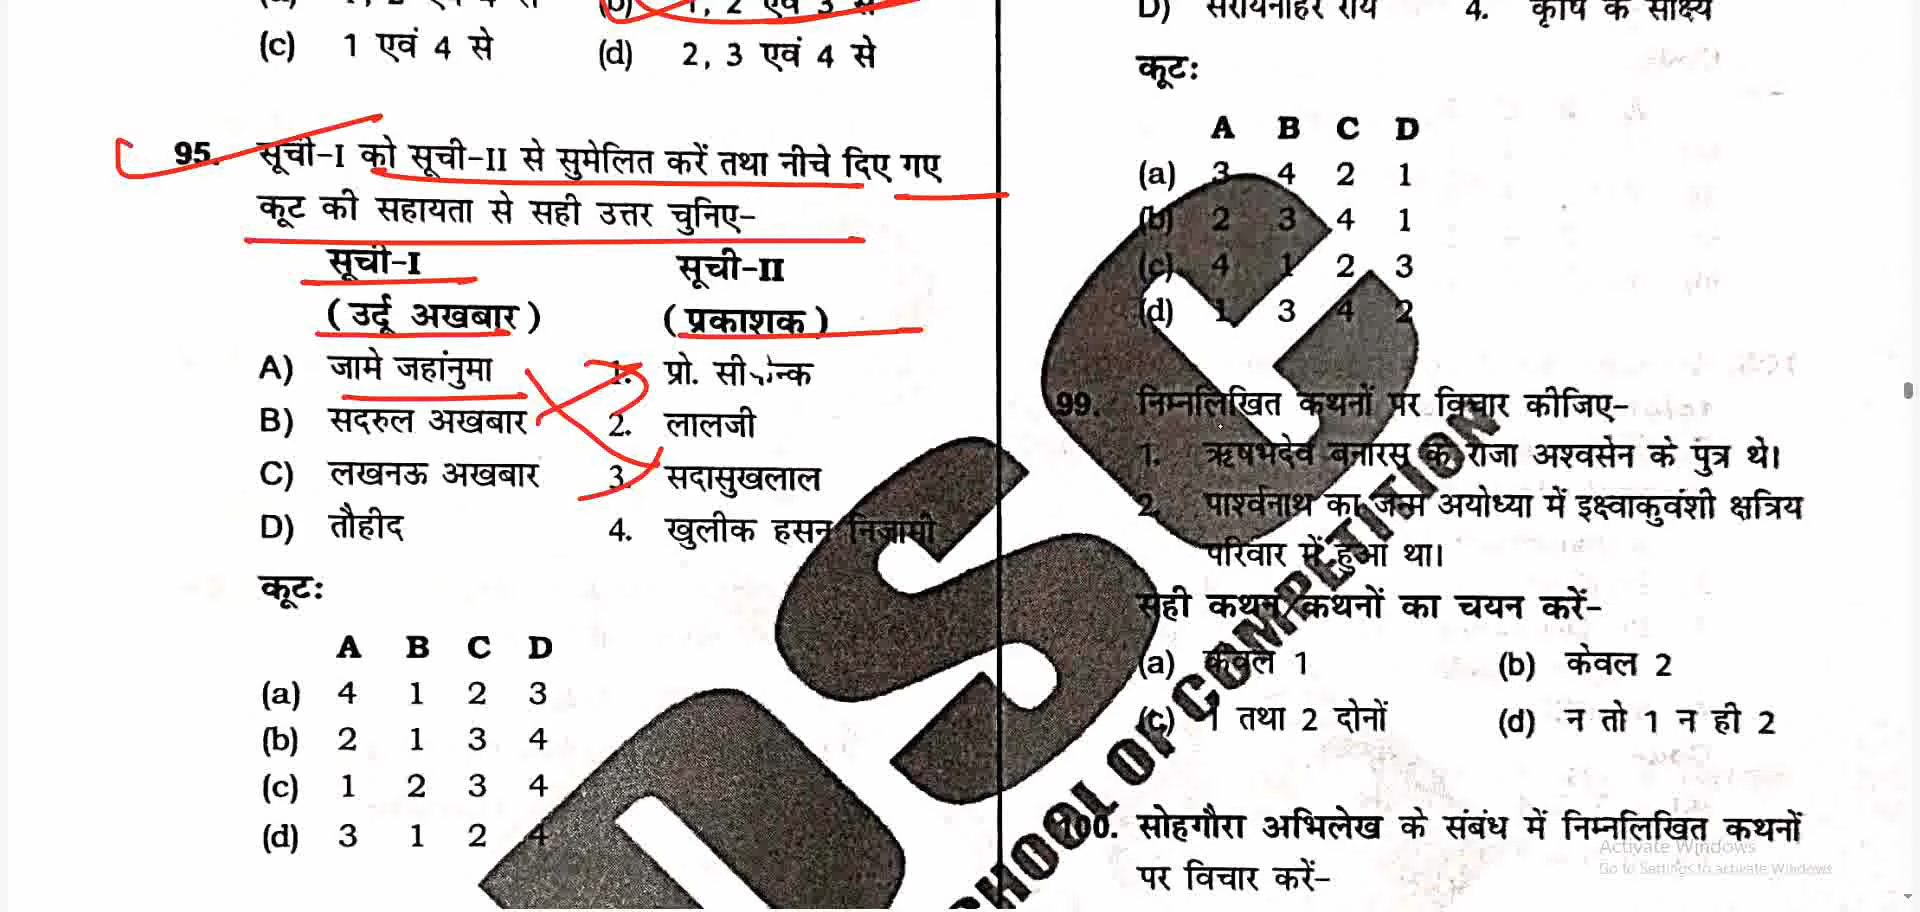 (c) 1 एवं 4 से (d) 2, 3 एवं 4 से
95. सूची-I को सूची-II से सुमेलित करें तथा नीचे दिए गए
कूट की सहायता से सही उत्तर चुनिए–
सूची-I सूची-II
(उर्दू अखबार) (प्रकाशक)
A) जामे जहांनुमा 1. प्रो.
B) सदरुल अखबार 2. लालजी
C) लखनऊ अखबार 3. सदासुखलाल
D) तौहीद 4. खुलीक हसन निजामी
कूट:
A B C D
(a) 4 1 2 3
(b) 2 1 3 4
(c) 1 2 3 4
(d) 3 1 2 4
D) सरायनाहर राय 4. कृषि के साक्ष्य
कूट:
A B C D
(a) 3 4 2 1
(b) 2 3 4 1
(c) 4 1 2 3
(d) 1 3 4 2
99. निम्नलिखित कथनों पर विचार कीजिए–
1. ऋषभदेव बनारस के राजा अश्वसेन के पुत्र थे।
2. पार्श्वनाथ का जन्म अयोध्या में इक्ष्वाकुवंशी क्षत्रिय
परिवार में हुआ था।
सही कथन/कथनों का चयन करें–
(a) केवल 1 (b) केवल 2
(c) 1 तथा 2 दोनों (d) न तो 1 न ही 2
100. सोहगौरा अभिलेख के संबंध में निम्नलिखित कथनों
पर विचार करें–
SC
OF COMPETITION
Activate Windows
Go to Settings to activate Windows